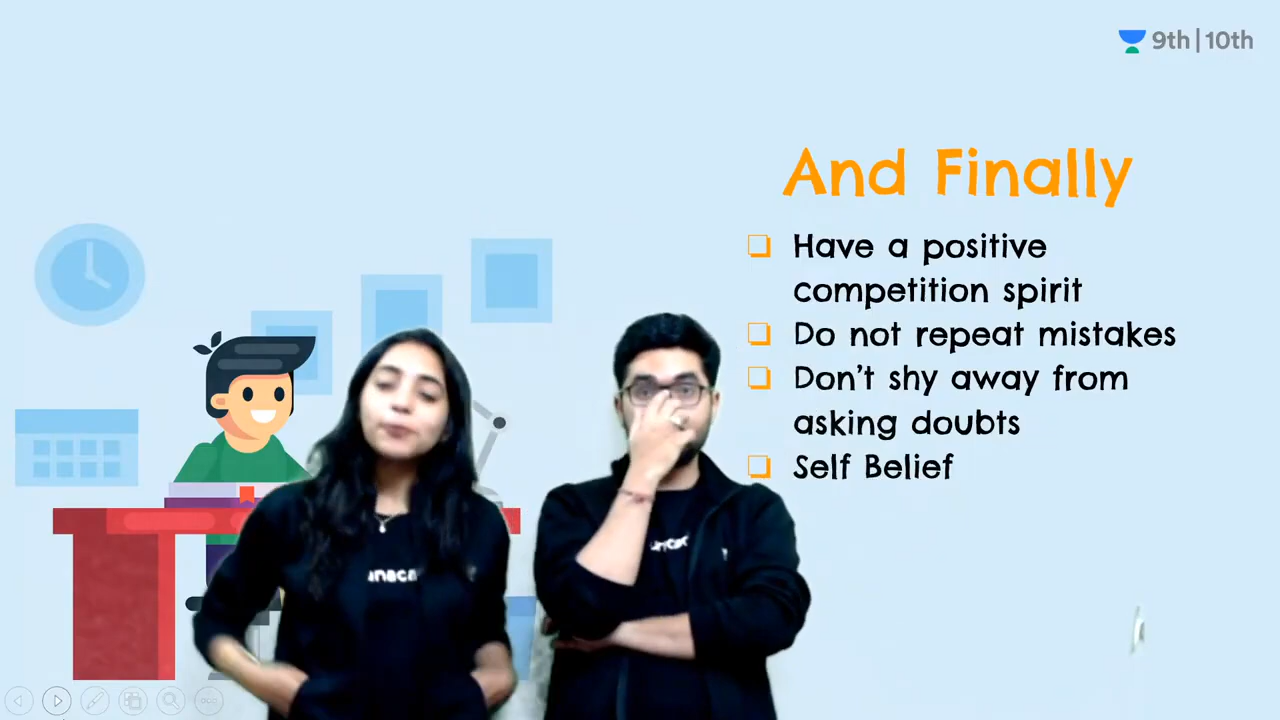 9th|10th
And Finally
❏ Have a positive
competition spirit
❏ Do not repeat mistakes
❏ Don't shy away from
asking doubts
❏ Self Belief